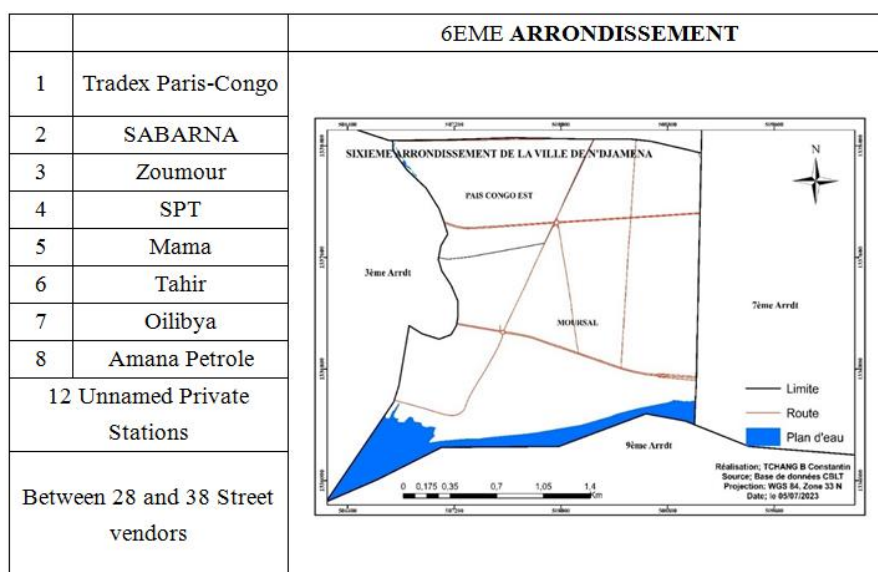 6EME ARRONDISSEMENT
1 Tradex Paris-Congo
2 SABARNA
3 Zoumour
4 SPT
5 Mama
6 Tahir
7 Oilibya
8 Amana Petrole
12 Unnamed Private
Stations
Between 28 and 38 Street
vendors
SIXIEME ARRONDISSEMENT DE LA VILLE DE N'DJAMENA
N
PAIS CONGO EST
3ème Arrdt
7ème Arrdt
MOURSAL
Limite
Route
Plan d'eau
9ème Arrdt
Réalisation; TCHANG B Constantin
Source; Base de données CBLT
Projection: WGS 84, Zone 33 N
Date; le 05/07/2023
0 0,175 0,35 0,7 1,05 1,4
Km